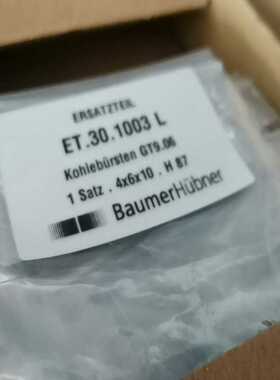 ERSATZTEIL
ET.30.1003 L
Kohlebürsten GT9.06
1 Satz . 4x6x10 . H 87
BaumerHübner